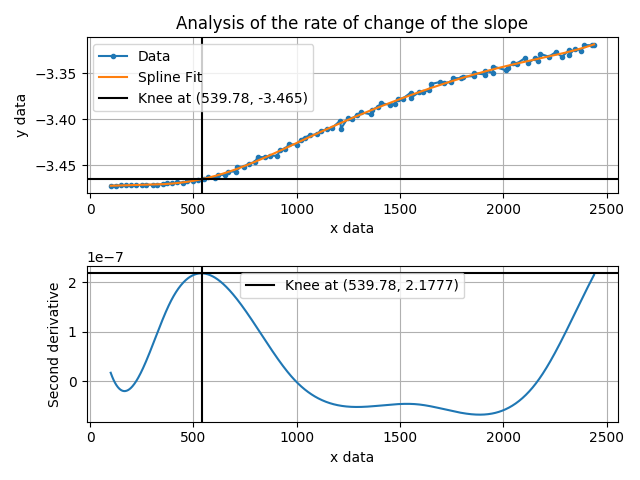 Analysis of the rate of change of the slope
Data
Spline Fit
Knee at (539.78, -3.465)
y data
−3.35
−3.40
−3.45
0 500 1000 1500 2000 2500
x data
1e−7
Knee at (539.78, 2.1777)
Second derivative
2
1
0
0 500 1000 1500 2000 2500
x data